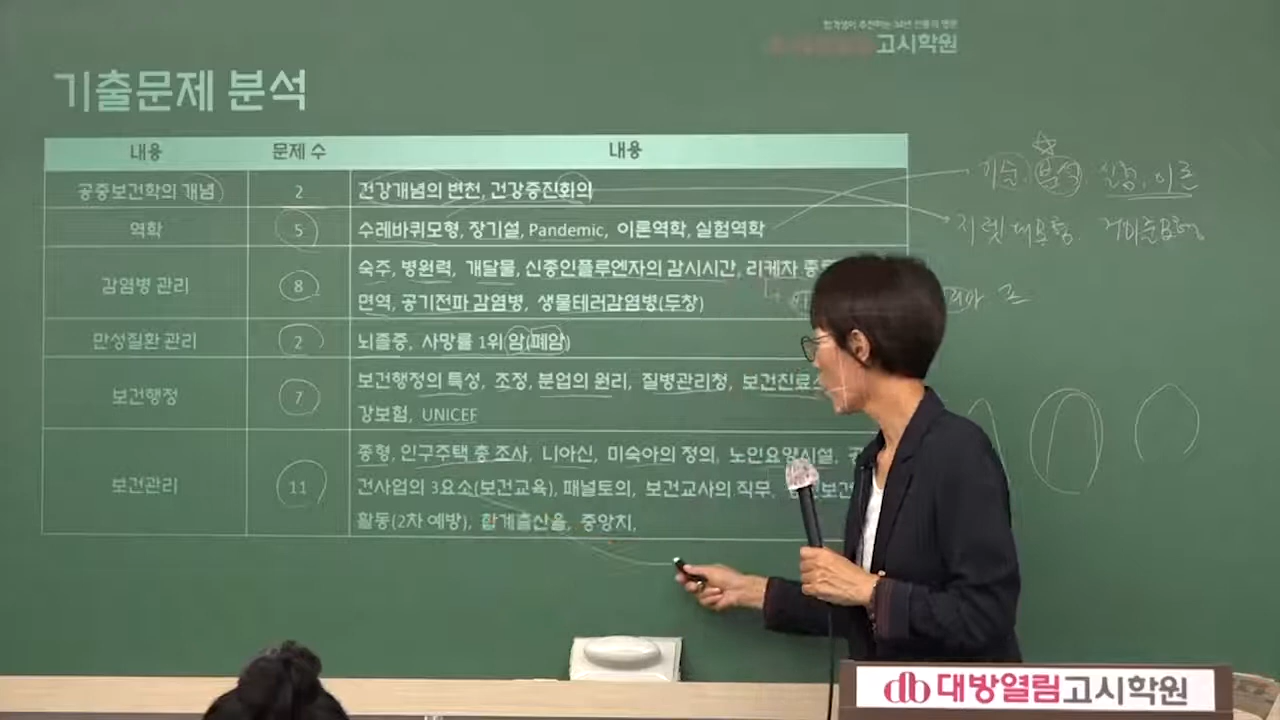 고시학원
기출문제 분석
내용 문제 수 내용
공중보건학의 개념 2 건강개념의 변천, 건강증진회의
역학 5 수레바퀴모형, 장기설, Pandemic, 이론역학, 실험역학
감염병 관리 8 숙주, 병원력, 개달물, 신종인플루엔자의 감시시간, 리케차
면역, 공기전파 감염병, 생물테러감염병(두창)
만성질환 관리 2 뇌졸중, 사망률 1위 암(폐암)
보건행정 7 보건행정의 특성, 조정, 분업의 원리, 질병관리청, 보건진료
강보험, UNICEF
보건관리 11 종형, 인구주택 총 조사, 니아신, 미숙아의 정의, 노인요양시설,
건사업의 3요소(보건교육), 패널토의, 보건교사의 직무,
활동(2차 예방), 합계출산율, 중앙치,
기술, 분석, 실험, 이론
대방열림고시학원